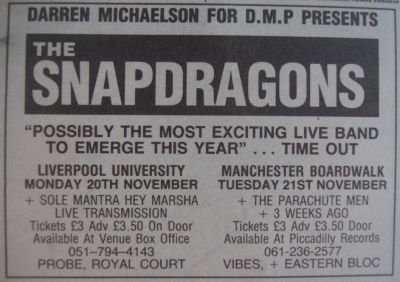 DARREN MICHAELSON FOR D.M.P PRESENTS
THE
SNAPDRAGONS
"POSSIBLY THE MOST EXCITING LIVE BAND
TO EMERGE THIS YEAR" . . . TIME OUT
LIVERPOOL UNIVERSITY
MONDAY 20TH NOVEMBER
+ SOLE MANTRA HEY MARSHA
LIVE TRANSMISSION
Tickets £3 Adv £3.50 On Door
Available At Venue Box Office
051–794–4143
PROBE, ROYAL COURT
MANCHESTER BOARDWALK
TUESDAY 21ST NOVEMBER
+ THE PARACHUTE MEN
+ 3 WEEKS AGO
Tickets £3 Adv £3.50 On Door
Available At Piccadilly Records
061-236-2577
VIBES, + EASTERN BLOC